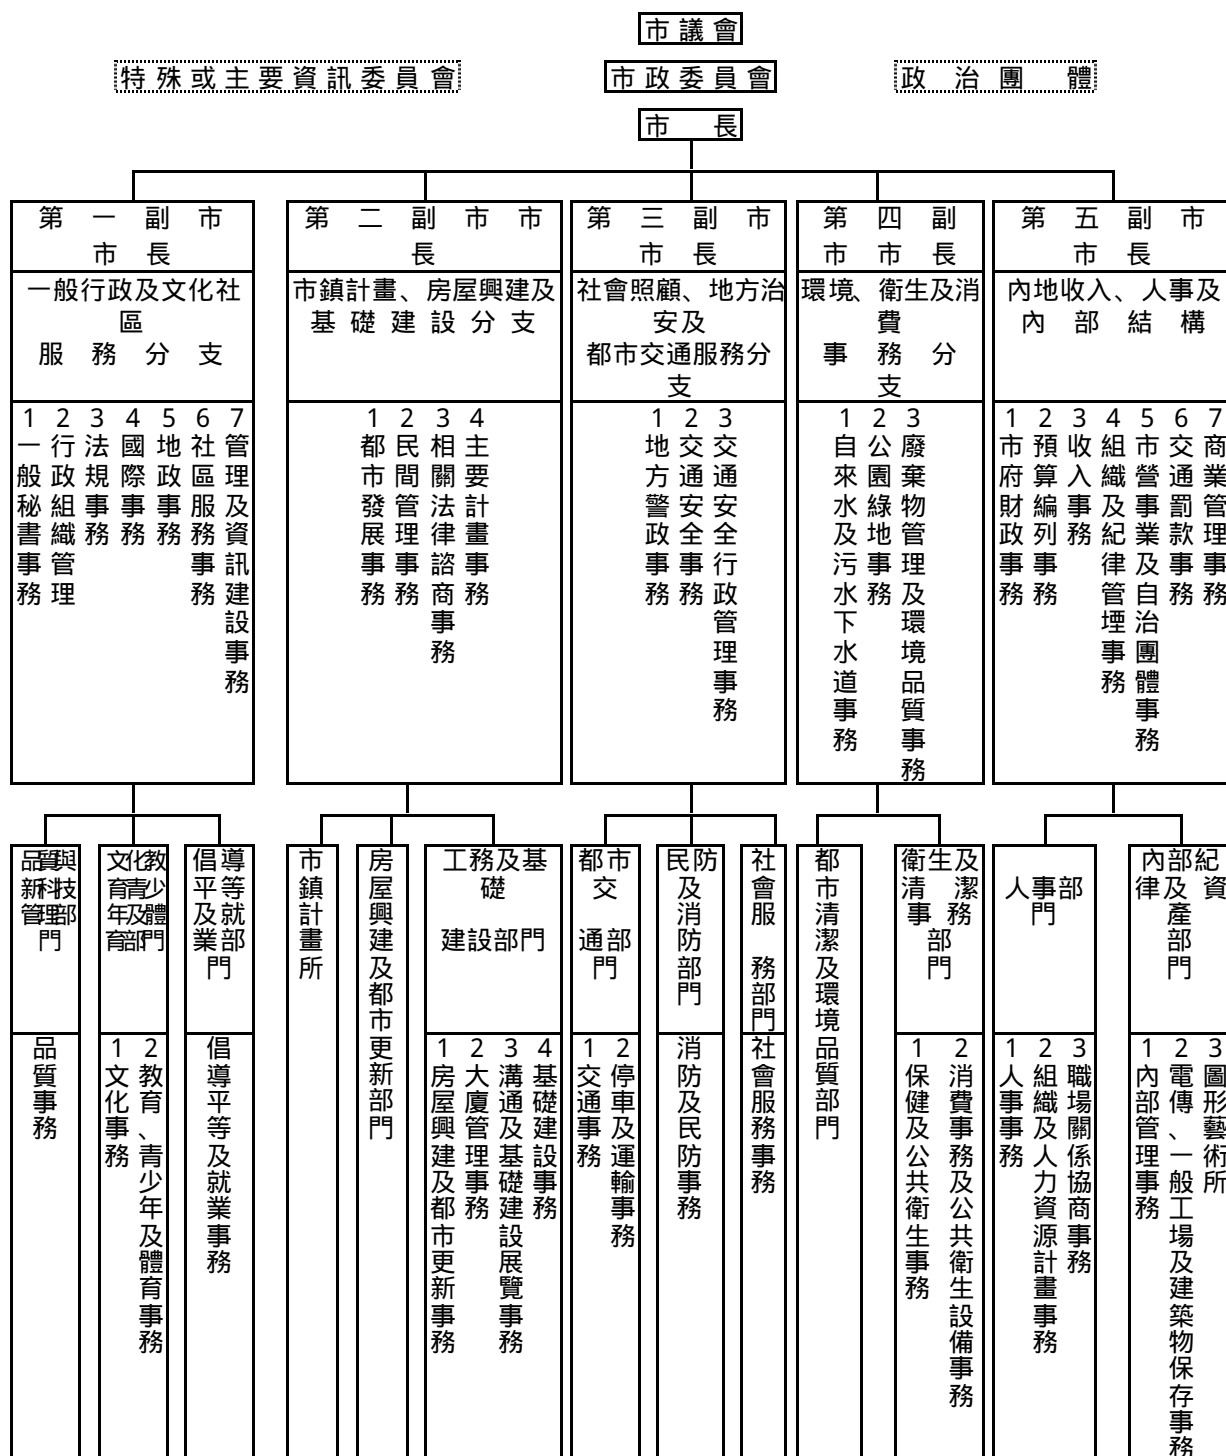 市議會
特殊或主要資訊委員會
市政委員會
政治團體
市長
第一副市
市長
一般行政及文化社
區
服務分支
1一般秘書事務
2行政組織管理
3法規事務
4國際事務
5地政事務
6社區服務事務
7管理及資訊建設事務
第二副市市
長
市鎮計畫、房屋興建及
基礎建設分支
1都市發展事務
2民間管理事務
3相關法律諮商事務
4主要計畫事務
第三副市
市長
社會照顧、地方治
安及
都市交通服務分
支
1地方警政事務
2交通安全事務
3交通安全行政管理事務
第四副
市市長
環境、衛生及消
費
事務分
支
1自來水及污水下水道事務
2公園綠地事務
3廢棄物管理及環境品質事務
第五副市
市長
內地收入、人事及
內部結構
1市府財政事務
2預算編列事務
3收入事務
4組織及紀律管堙事務
5市營事業及自治團體事務
6交通罰款事務
7商業管理事務
品質與
新科技
管理部
門
品質事務
文化教
育青少
年及體
育部門
1文化事務
2教育、青少年及體育事務
倡導
平等
及就
業部
門
倡導平等及就業事務
市鎮計畫所
房屋興建及都市更新部門
工務及基
礎
建設部門
1房屋興建及都市更新事務
2大廈管理事務
3溝通及基礎建設展覽事務
4基礎建設事務
都市
交
通部
門
1交通事務
2停車及運輸事務
民防
及消防部門
消防及民防事務
社會服務部門
社會服務事務
都市清潔及環境品質部門
衛生及
清潔
事務
部
門
1保健及公共衛生事務
2消費事務及公共衛生設備事務
人事部
門
1人事事務
2組織及人力資源計畫事務
3職場關係協商事務
內部紀
律及資
產部
門
1內部管理事務
2電傳、一般工場及建築物保存事務
3圖形藝術所